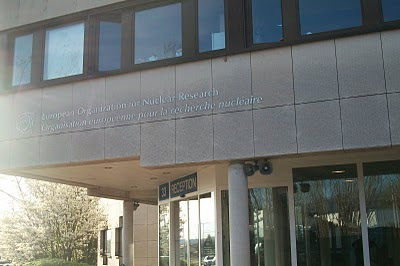 European Organization for Nuclear Research
Organisation européenne pour la recherche nucléaire
33 RECEPTION